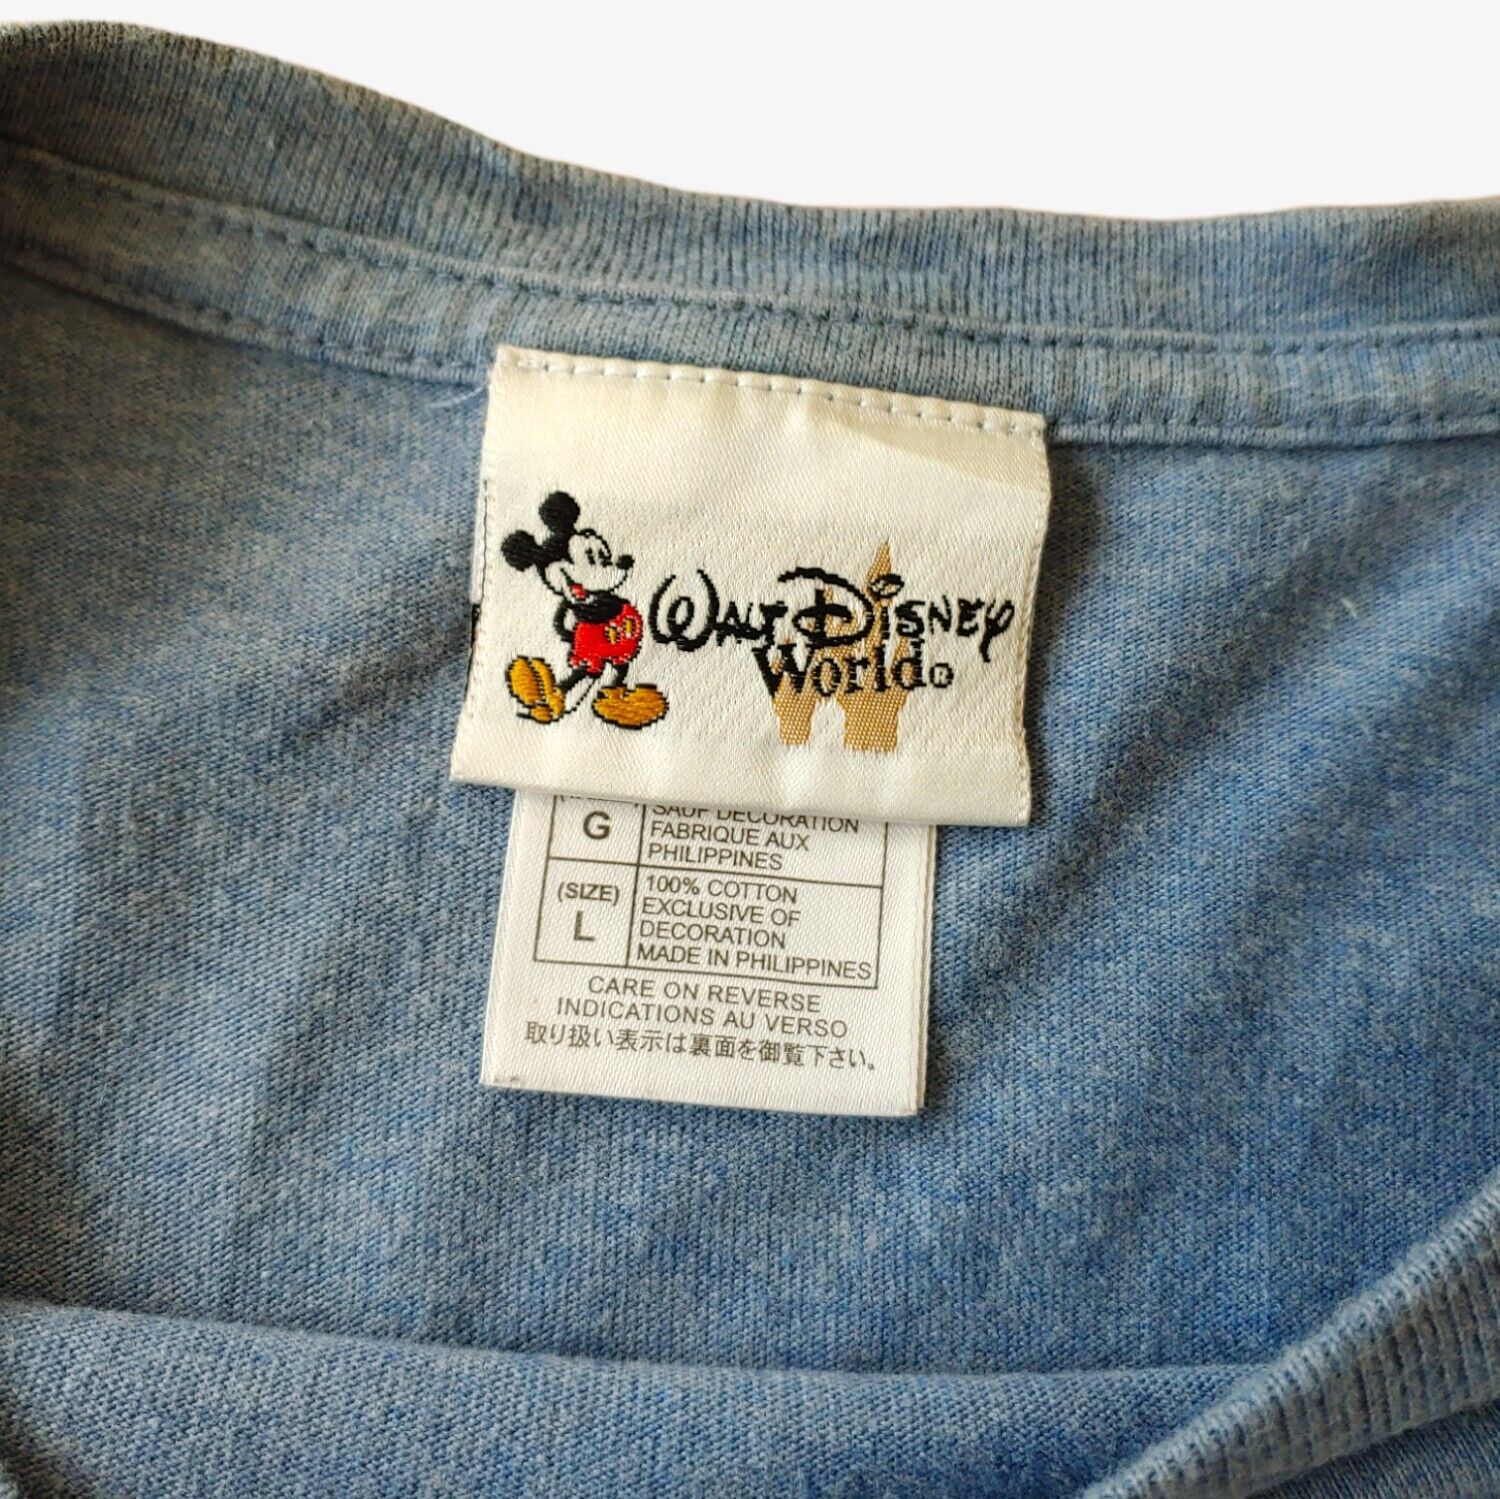 WALT DISNEY
World®
SAUF DECORATION
G
FABRIQUE AUX
PHILIPPINES
(SIZE)
L
100% COTTON
EXCLUSIVE OF
DECORATION
MADE IN PHILIPPINES
CARE ON REVERSE
INDICATIONS AU VERSO
取り扱い表示は裏面を御覧下さい。